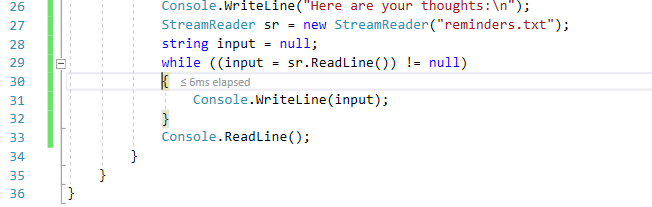 26 Console.WriteLine("Here are your thoughts:\n");
27 StreamReader sr = new StreamReader("reminders.txt");
28 string input = null;
29 while ((input = sr.ReadLine()) != null)
30 { ≤ 6ms elapsed
31 Console.WriteLine(input);
32 }
33 Console.ReadLine();
34 }
35 }
36 }